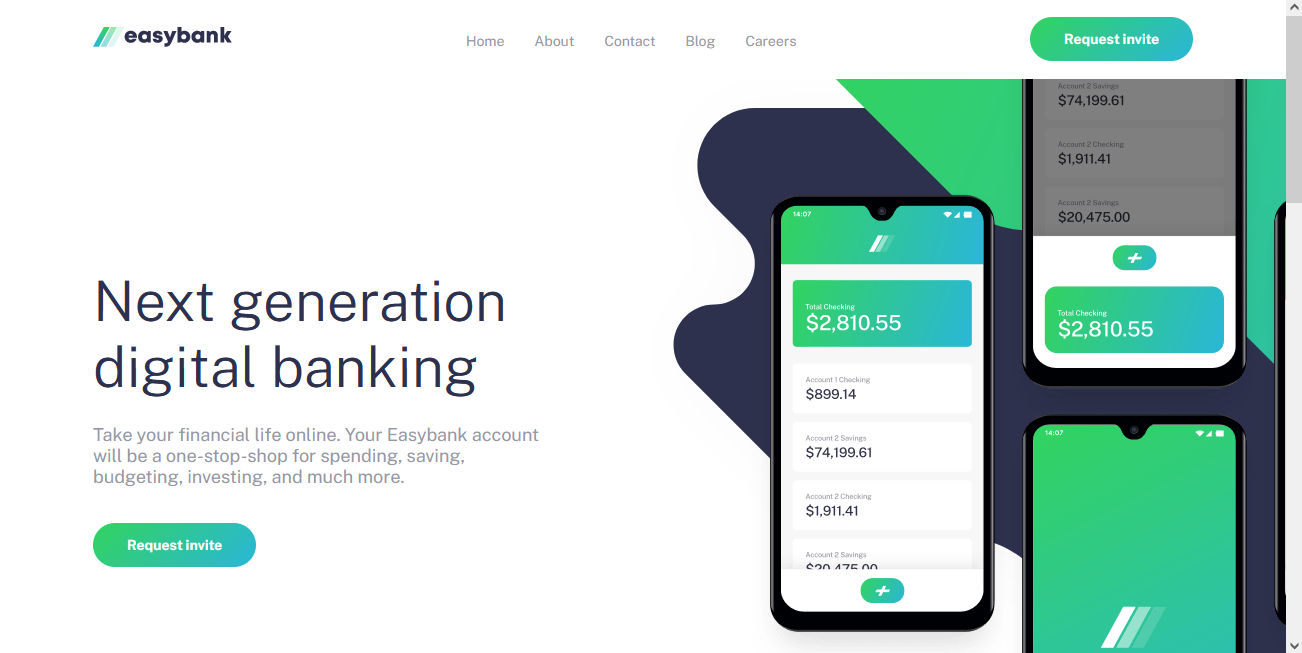 easybank
Home
About
Contact
Blog
Careers
Request invite
Next generation
digital banking
Take your financial life online. Your Easybank account
will be a one-stop-shop for spending, saving,
budgeting, investing, and much more.
Request invite
14:07
Total Checking
$2,810.55
Account 1 Checking
$899.14
Account 2 Savings
$74,199.61
Account 2 Checking
$1,911.41
Account 2 Savings
$20,475.00
Account 2 Savings
$74,199.61
Account 2 Checking
$1,911.41
Account 2 Savings
$20,475.00
Total Checking
$2,810.55
14:07